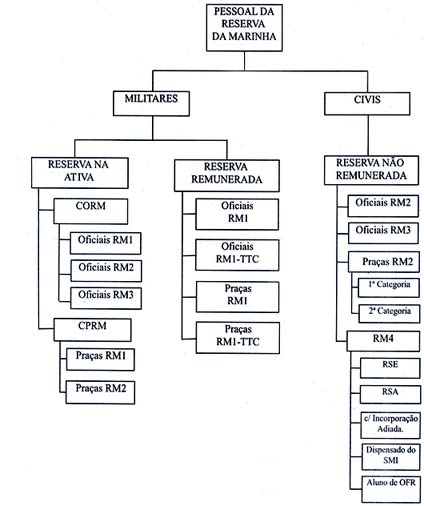 PESSOAL DA
RESERVA
DA MARINHA
MILITARES
CIVIS
RESERVA NA
ATIVA
CORM
Oficiais RM1
Oficiais RM2
Oficiais RM3
CPRM
Praças RM1
Praças RM2
RESERVA
REMUNERADA
Oficiais
RM1
Oficiais
RM1-TTC
Praças
RM1
Praças
RM1-TTC
RESERVA NÃO
REMUNERADA
Oficiais RM2
Oficiais RM3
Praças RM2
1ª Categoria
2ª Categoria
RM4
RSE
RSA
c/ Incorporação
Adiada.
Dispensado do
SMI
Aluno de OFR